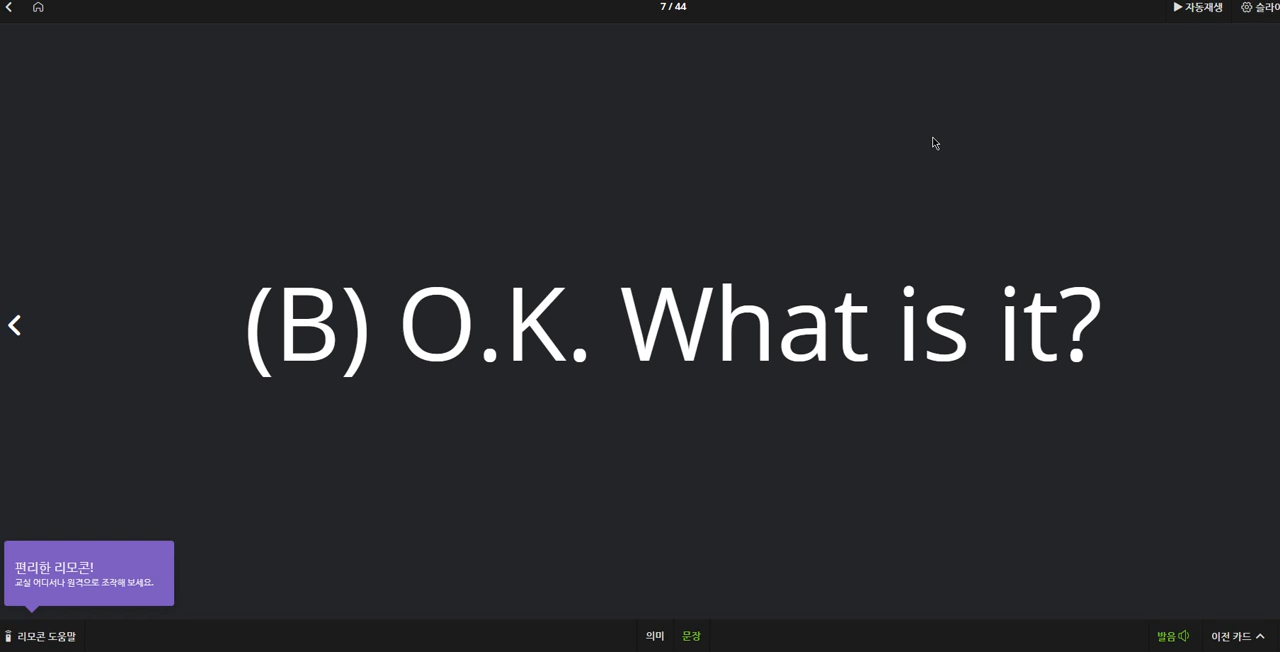 7 / 44
자동재생
(B) O.K. What is it?
편리한 리모콘!
교실 어디서나 원격으로 조작해 보세요.
리모콘 도움말
의미
문장
발음
이전 카드